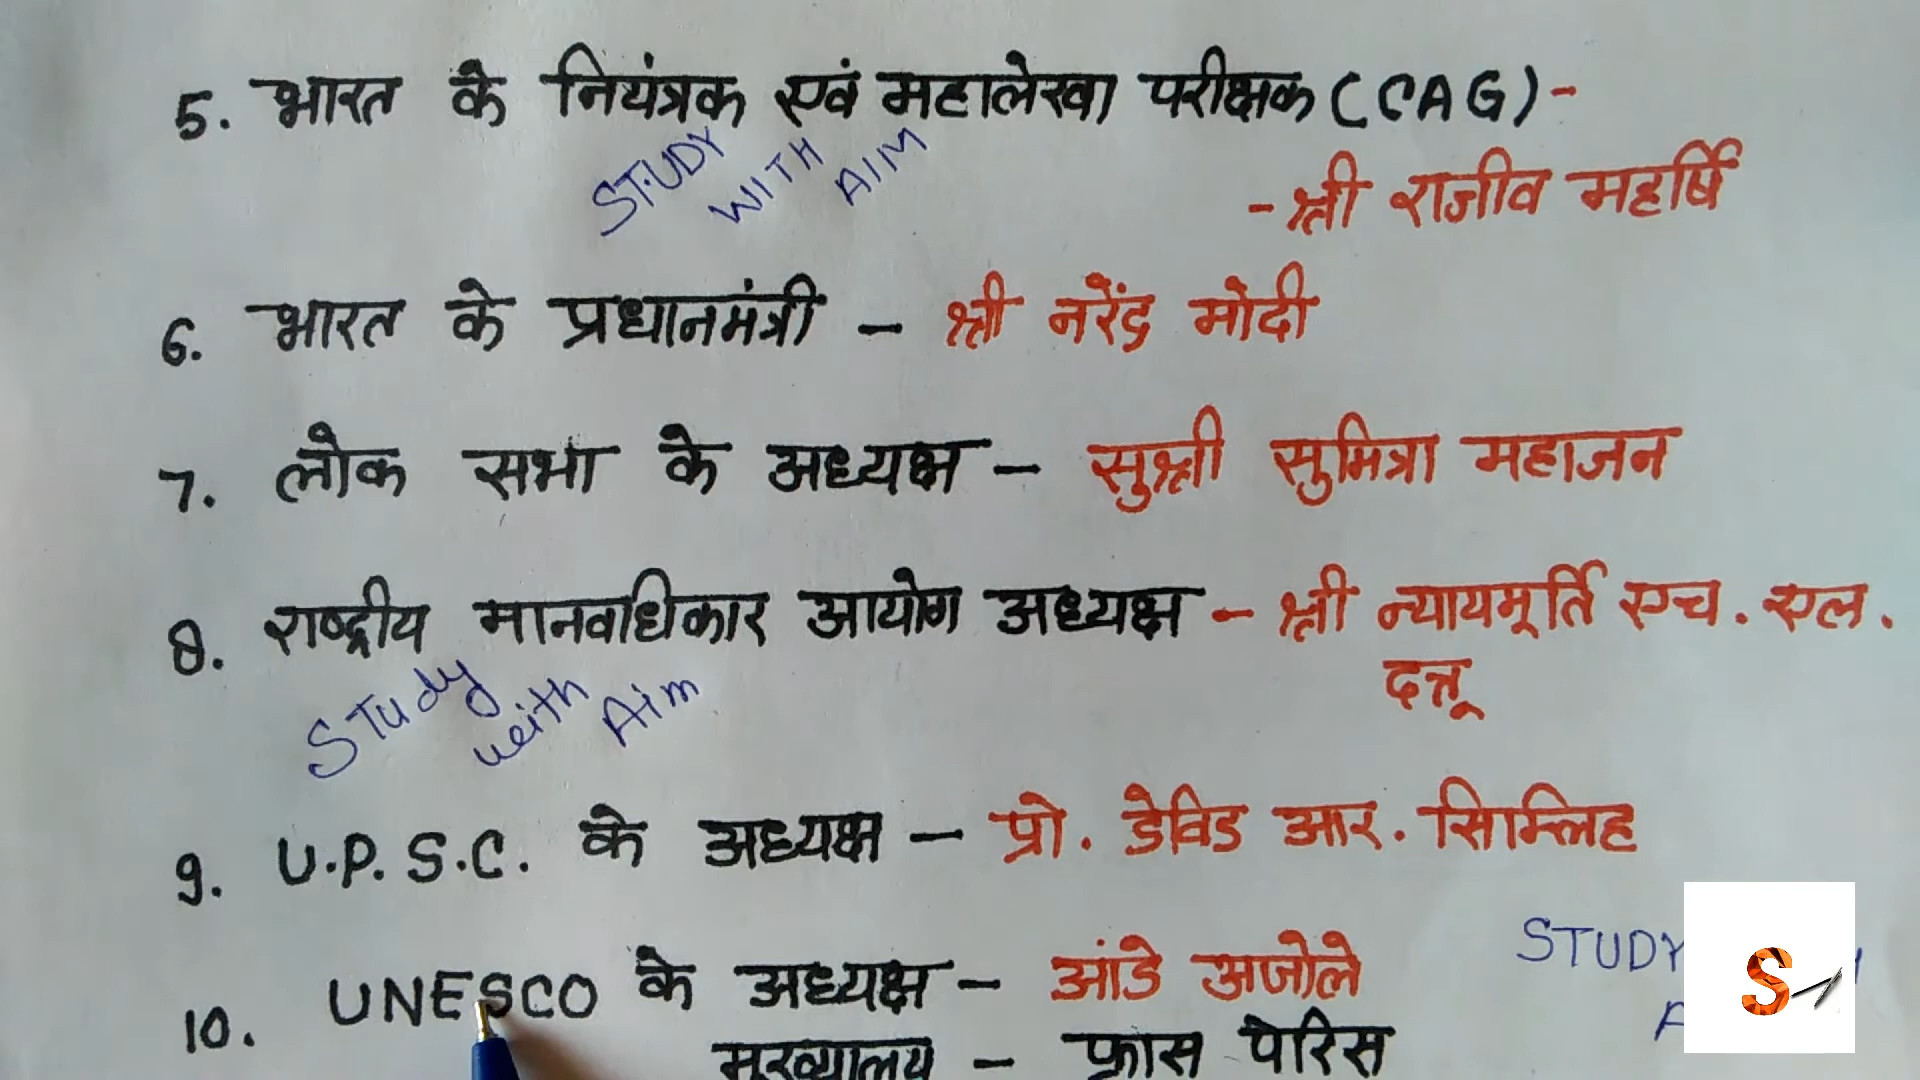 5. भारत के नियंत्रक एवं महालेखा परीक्षक (CAG) -
STUDY WITH AIM
- श्री राजीव महर्षि
6. भारत के प्रधानमंत्री - श्री नरेंद्र मोदी
7. लोक सभा के अध्यक्ष - सुश्री सुमित्रा महाजन
8. राष्ट्रीय मानवाधिकार आयोग अध्यक्ष - श्री न्यायमूर्ति एच. एल.
दत्तू
Study with Aim
9. U.P.S.C. के अध्यक्ष - प्रो. डेविड आर. सिम्लिह
STUDY
10. UNESCO के अध्यक्ष - आंडे अजोले
मुख्यालय - फ्रास पेरिस